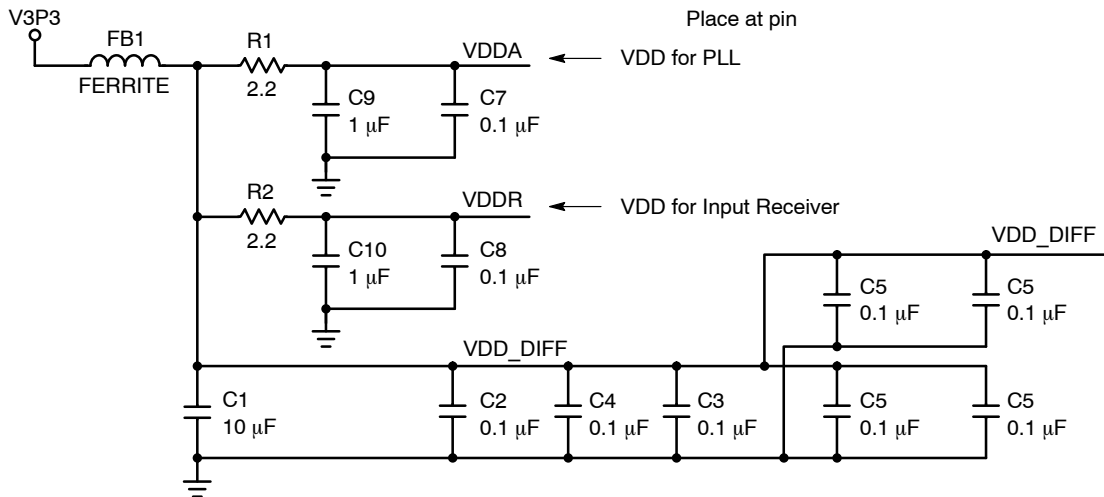 V3P3
FB1
FERRITE
R1
2.2
VDDA
Place at pin
VDD for PLL
C9
1 μF
C7
0.1 μF
R2
2.2
VDDR
VDD for Input Receiver
C10
1 μF
C8
0.1 μF
VDD_DIFF
C5
0.1 μF
C5
0.1 μF
VDD_DIFF
C1
10 μF
C2
0.1 μF
C4
0.1 μF
C3
0.1 μF
C5
0.1 μF
C5
0.1 μF